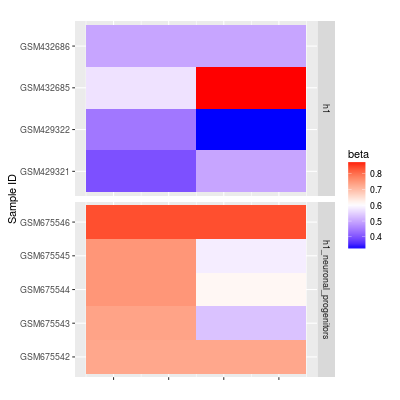 Sample ID
GSM432686
GSM432685
GSM429322
GSM429321
h1
GSM675546
GSM675545
GSM675544
GSM675543
GSM675542
h1_neuronal_progenitors
beta
0.8
0.7
0.6
0.5
0.4